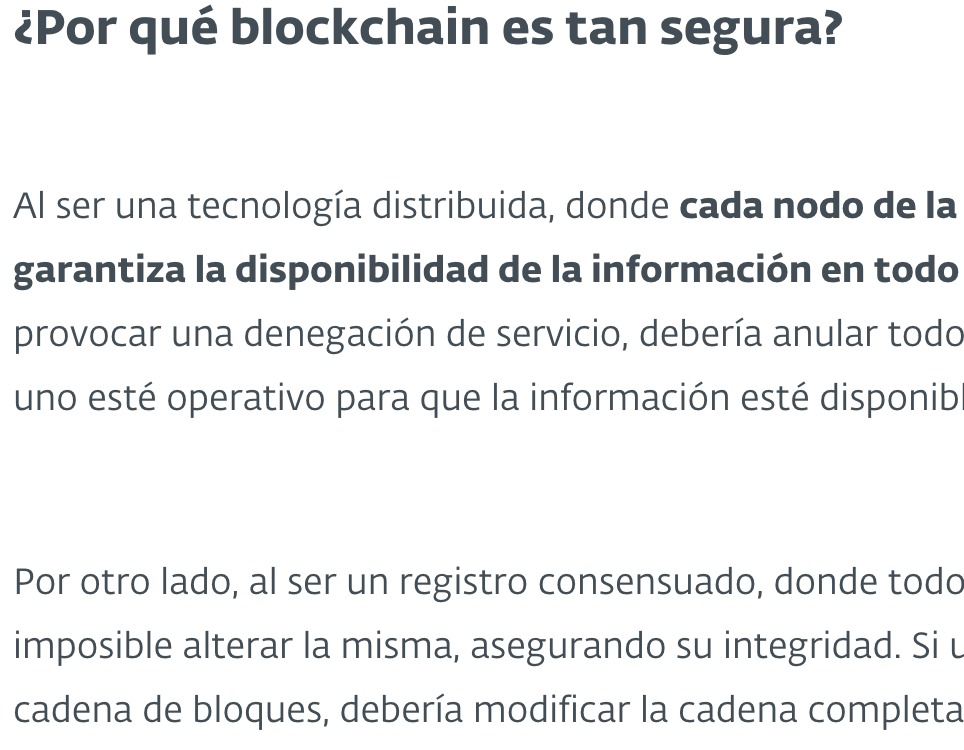 ¿Por qué blockchain es tan segura?
Al ser una tecnología distribuida, donde cada nodo de la
garantiza la disponibilidad de la información en todo
provocar una denegación de servicio, debería anular todo
uno esté operativo para que la información esté disponibl
Por otro lado, al ser un registro consensuado, donde todo
imposible alterar la misma, asegurando su integridad. Si u
cadena de bloques, debería modificar la cadena completa